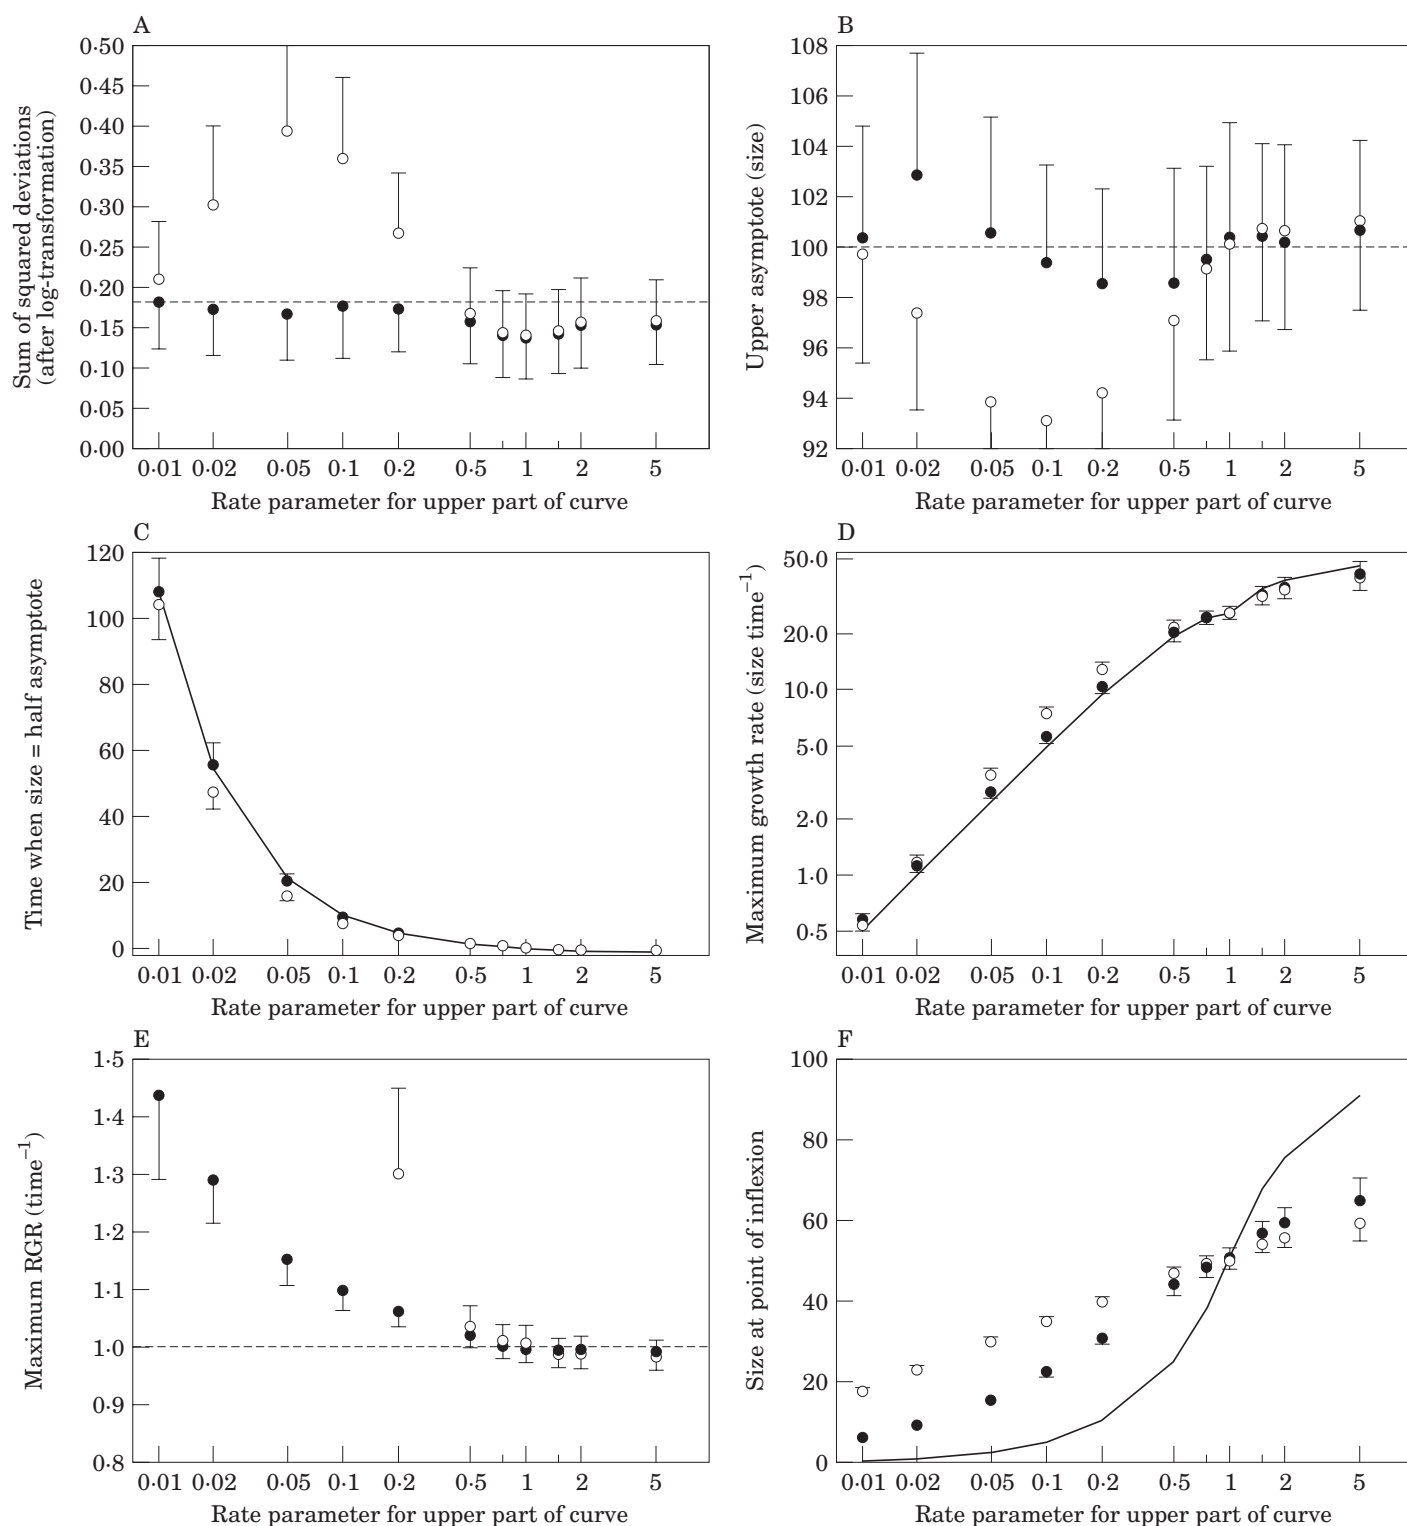 A
0·50
0·45
0·40
0·35
0·30
0·25
0·20
0·15
0·10
0·05
0·00
Sum of squared deviations
(after log-transformation)
0·01 0·02 0·05 0·1 0·2 0·5 1 2 5
Rate parameter for upper part of curve
B
108
106
104
102
100
98
96
94
92
Upper asymptote (size)
0·01 0·02 0·05 0·1 0·2 0·5 1 2 5
Rate parameter for upper part of curve
C
120
100
80
60
40
20
0
Time when size = half asymptote
0·01 0·02 0·05 0·1 0·2 0·5 1 2 5
Rate parameter for upper part of curve
D
50·0
20·0
10·0
5·0
2·0
1·0
0·5
Maximum growth rate (size time⁻¹)
0·01 0·02 0·05 0·1 0·2 0·5 1 2 5
Rate parameter for upper part of curve
E
1·5
1·4
1·3
1·2
1·1
1·0
0·9
0·8
Maximum RGR (time⁻¹)
0·01 0·02 0·05 0·1 0·2 0·5 1 2 5
Rate parameter for upper part of curve
F
100
80
60
40
20
0
Size at point of inflexion
0·01 0·02 0·05 0·1 0·2 0·5 1 2 5
Rate parameter for upper part of curve